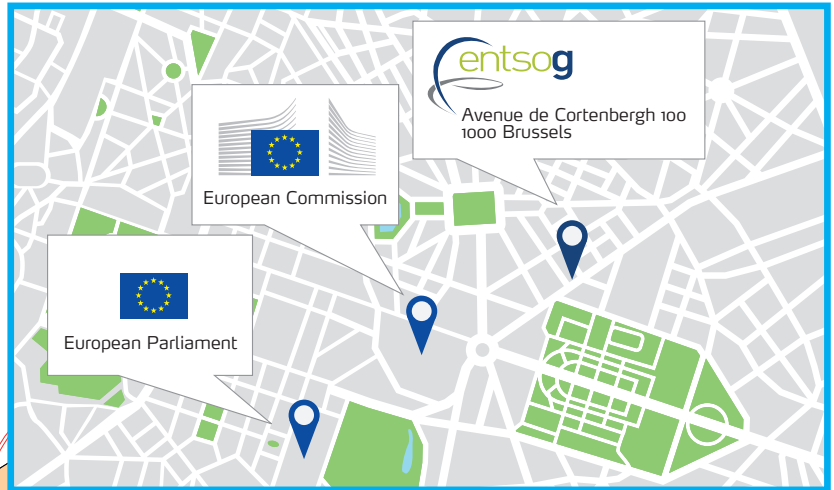 entsog
Avenue de Cortenbergh 100
1000 Brussels
European Commission
European Parliament